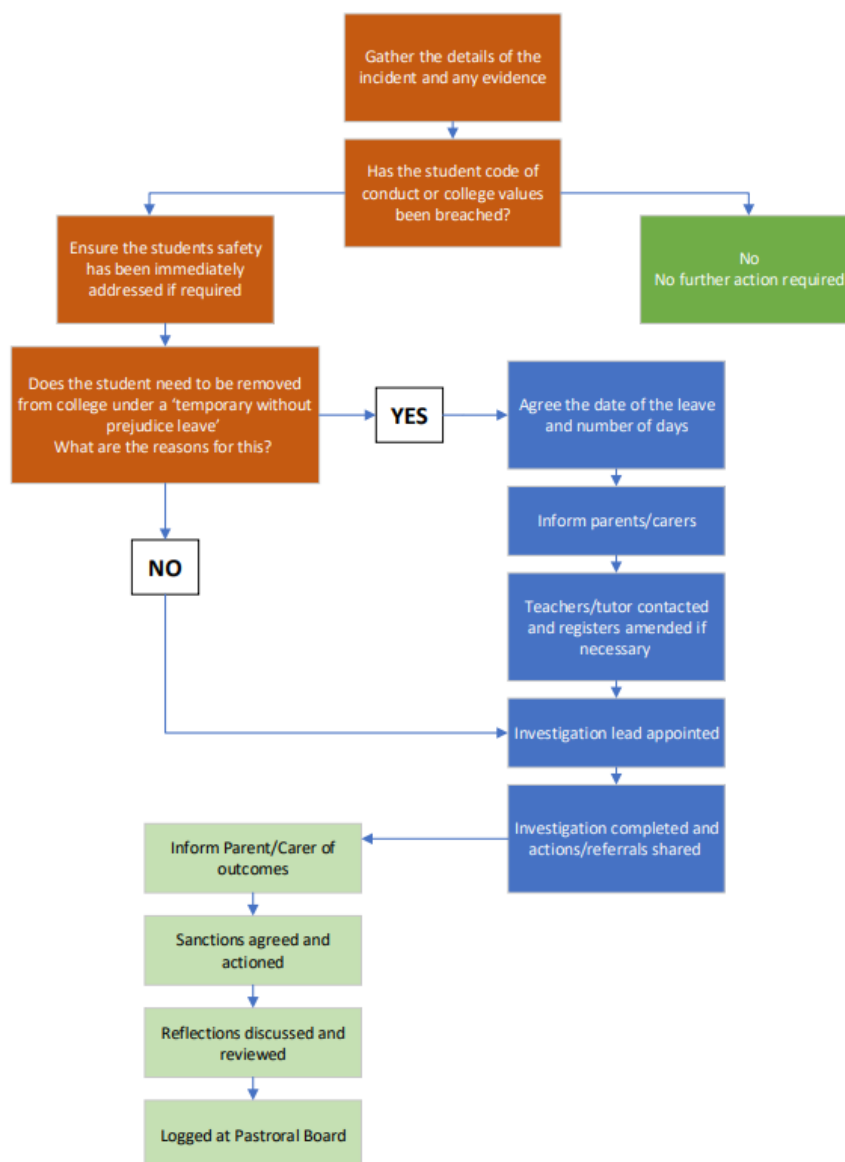 Gather the details of the
incident and any evidence
Has the student code of
conduct or college values
been breached?
Ensure the students safety
has been immediately
addressed if required
No
No further action required
Does the student need to be removed
from college under a ‘temporary without
prejudice leave’
What are the reasons for this?
YES
Agree the date of the leave
and number of days
Inform parents/carers
NO
Teachers/tutor contacted
and registers amended if
necessary
Investigation lead appointed
Investigation completed and
actions/referrals shared
Inform Parent/Carer of
outcomes
Sanctions agreed and
actioned
Reflections discussed and
reviewed
Logged at Pastroral Board